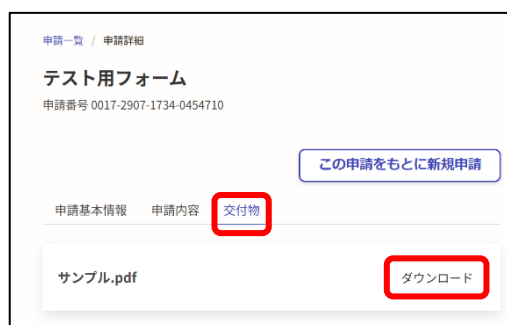 申請一覧 / 申請詳細
テスト用フォーム
申請番号 0017-2907-1734-0454710
この申請をもとに新規申請
申請基本情報 申請内容 交付物
サンプル.pdf ダウンロード